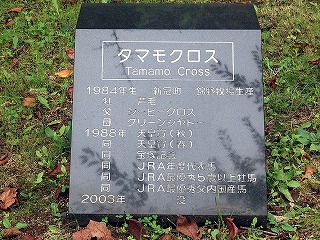 タマモクロス
Tamamo Cross
1984年生 新冠町 錦野牧場生産
牡 芦毛
父 シービークロス
母 グリーンシャトー
1988年 天皇賞(秋)
同 天皇賞(春)
同 宝塚記念
同 JRA年度代表馬
同 JRA最優秀5歳以上牡馬
同 JRA最優秀父内国産馬
2003年 没